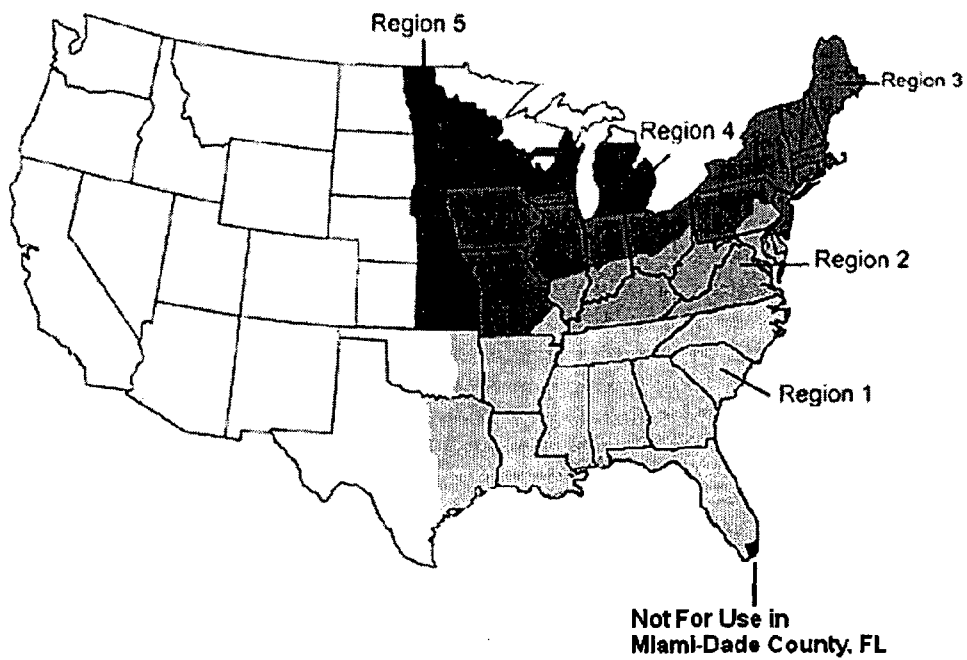 Region 5
Region 3
Region 4
Region 2
Region 1
Not For Use in
Miami-Dade County, FL